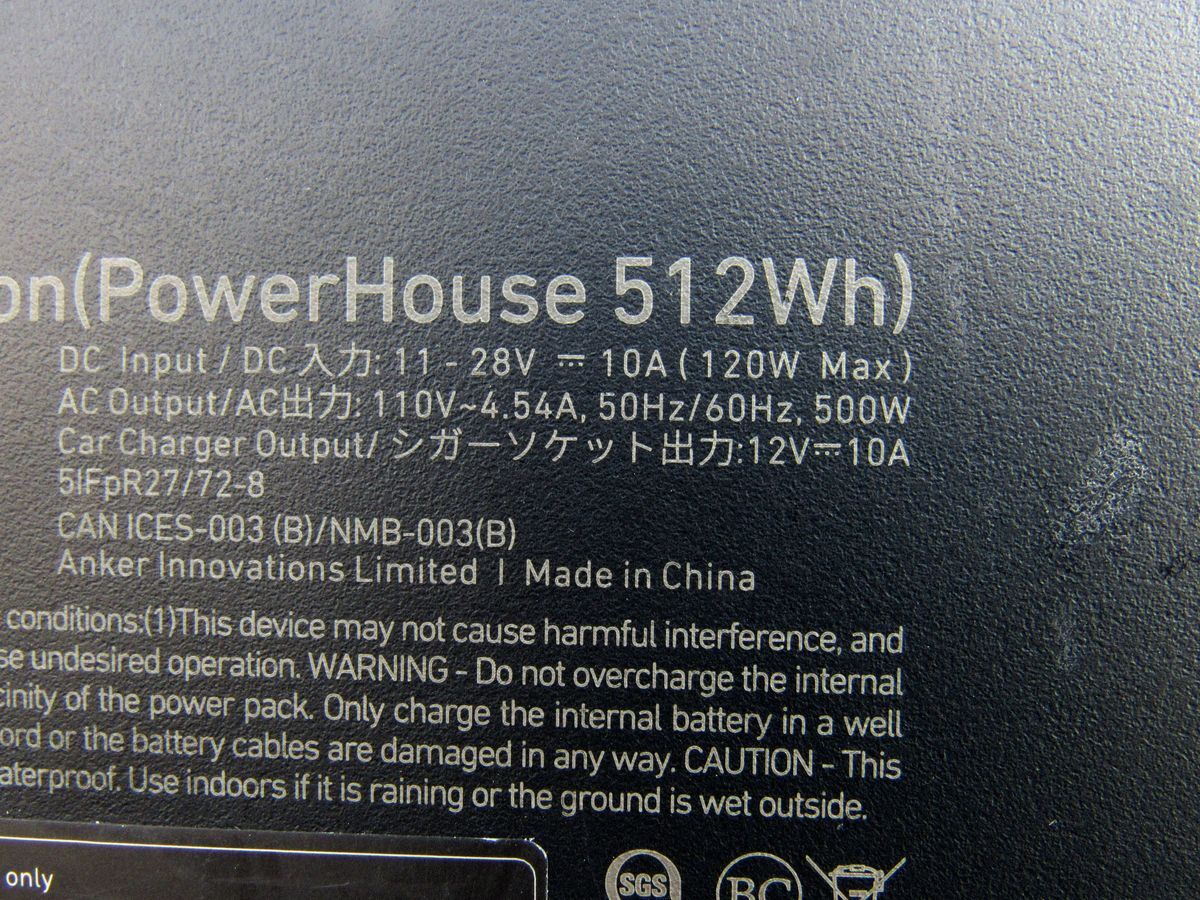 on(PowerHouse 512Wh)
DC Input / DC 入力: 11 - 28V ⎓ 10A ( 120W Max )
AC Output/AC出力: 110V~4.54A, 50Hz/60Hz, 500W
Car Charger Output/ シガーソケット出力:12V⎓10A
5IFpR27/72-8
CAN ICES-003 (B)/NMB-003(B)
Anker Innovations Limited | Made in China
conditions:(1)This device may not cause harmful interference, and
se undesired operation. WARNING - Do not overcharge the internal
cinity of the power pack. Only charge the internal battery in a well
ord or the battery cables are damaged in any way. CAUTION - This
aterproof. Use indoors if it is raining or the ground is wet outside.
only
SGS
BC